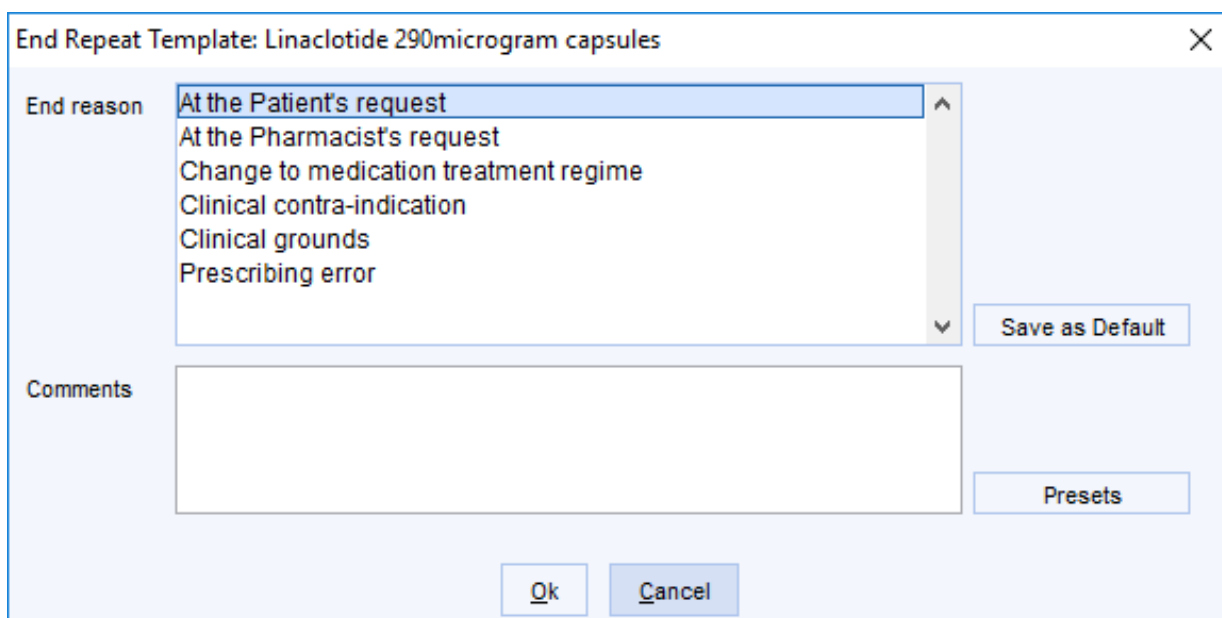 End Repeat Template: Linaclotide 290microgram capsules
End reason
At the Patient's request
At the Pharmacist's request
Change to medication treatment regime
Clinical contra-indication
Clinical grounds
Prescribing error
Save as Default
Comments
Presets
Ok
Cancel